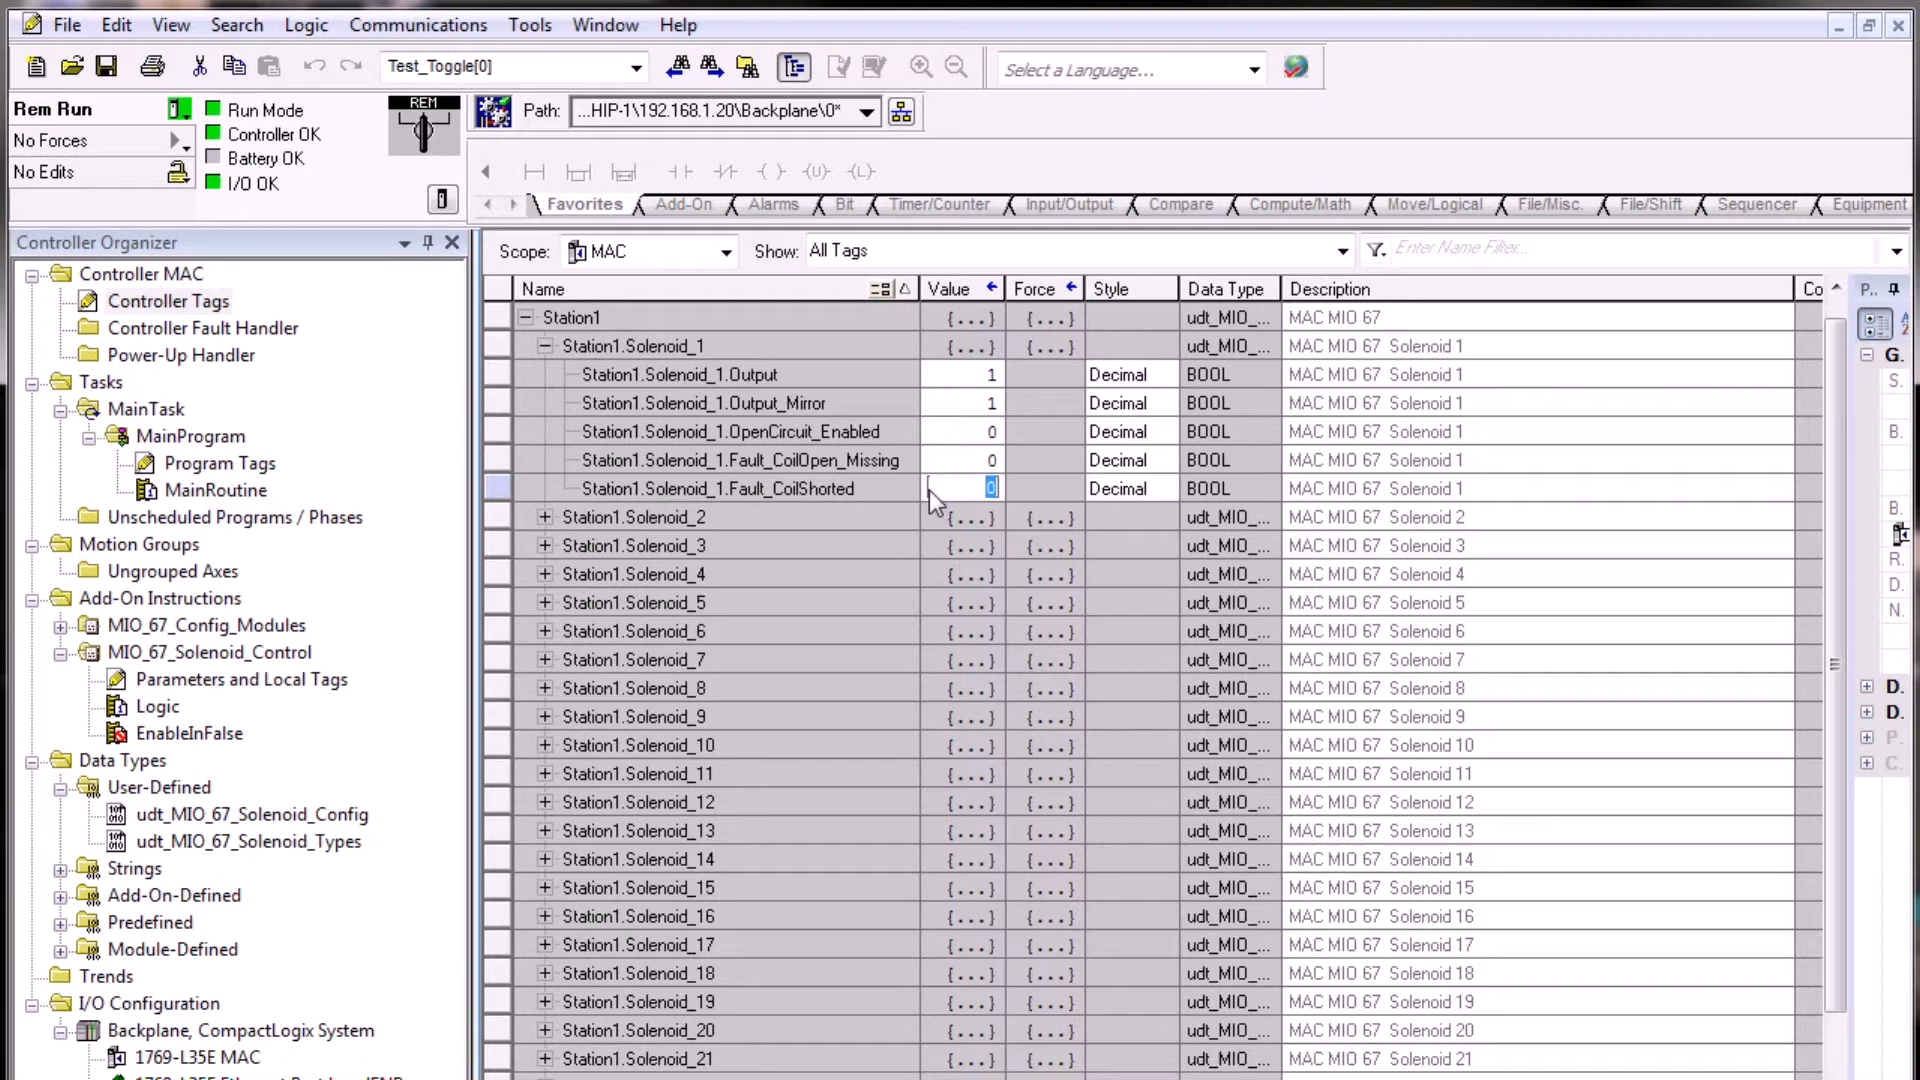 File Edit View Search Logic Communications Tools Window Help
Test_Toggle[0]
Select a Language...
Rem Run
No Forces
No Edits
Run Mode
Controller OK
Battery OK
I/O OK
REM
Path: ...HIP-1\192.168.1.20\Backplane\0*
Favorites Add-On Alarms Bit Timer/Counter Input/Output Compare Compute/Math Move/Logical File/Misc. File/Shift Sequencer Equipment
Controller Organizer
Controller MAC
Controller Tags
Controller Fault Handler
Power-Up Handler
Tasks
MainTask
MainProgram
Program Tags
MainRoutine
Unscheduled Programs / Phases
Motion Groups
Ungrouped Axes
Add-On Instructions
MIO_67_Config_Modules
MIO_67_Solenoid_Control
Parameters and Local Tags
Logic
EnableInFalse
Data Types
User-Defined
udt_MIO_67_Solenoid_Config
udt_MIO_67_Solenoid_Types
Strings
Add-On-Defined
Predefined
Module-Defined
Trends
I/O Configuration
Backplane, CompactLogix System
1769-L35E MAC
Scope: MAC Show: All Tags Enter Name Filter...
Name Value Force Style Data Type Description Co
Station1 {...} {...} udt_MIO_... MAC MIO 67
Station1.Solenoid_1 {...} {...} udt_MIO_... MAC MIO 67 Solenoid 1
Station1.Solenoid_1.Output 1 Decimal BOOL MAC MIO 67 Solenoid 1
Station1.Solenoid_1.Output_Mirror 1 Decimal BOOL MAC MIO 67 Solenoid 1
Station1.Solenoid_1.OpenCircuit_Enabled 0 Decimal BOOL MAC MIO 67 Solenoid 1
Station1.Solenoid_1.Fault_CoilOpen_Missing 0 Decimal BOOL MAC MIO 67 Solenoid 1
Station1.Solenoid_1.Fault_CoilShorted 0 Decimal BOOL MAC MIO 67 Solenoid 1
Station1.Solenoid_2 {...} {...} udt_MIO_... MAC MIO 67 Solenoid 2
Station1.Solenoid_3 {...} {...} udt_MIO_... MAC MIO 67 Solenoid 3
Station1.Solenoid_4 {...} {...} udt_MIO_... MAC MIO 67 Solenoid 4
Station1.Solenoid_5 {...} {...} udt_MIO_... MAC MIO 67 Solenoid 5
Station1.Solenoid_6 {...} {...} udt_MIO_... MAC MIO 67 Solenoid 6
Station1.Solenoid_7 {...} {...} udt_MIO_... MAC MIO 67 Solenoid 7
Station1.Solenoid_8 {...} {...} udt_MIO_... MAC MIO 67 Solenoid 8
Station1.Solenoid_9 {...} {...} udt_MIO_... MAC MIO 67 Solenoid 9
Station1.Solenoid_10 {...} {...} udt_MIO_... MAC MIO 67 Solenoid 10
Station1.Solenoid_11 {...} {...} udt_MIO_... MAC MIO 67 Solenoid 11
Station1.Solenoid_12 {...} {...} udt_MIO_... MAC MIO 67 Solenoid 12
Station1.Solenoid_13 {...} {...} udt_MIO_... MAC MIO 67 Solenoid 13
Station1.Solenoid_14 {...} {...} udt_MIO_... MAC MIO 67 Solenoid 14
Station1.Solenoid_15 {...} {...} udt_MIO_... MAC MIO 67 Solenoid 15
Station1.Solenoid_16 {...} {...} udt_MIO_... MAC MIO 67 Solenoid 16
Station1.Solenoid_17 {...} {...} udt_MIO_... MAC MIO 67 Solenoid 17
Station1.Solenoid_18 {...} {...} udt_MIO_... MAC MIO 67 Solenoid 18
Station1.Solenoid_19 {...} {...} udt_MIO_... MAC MIO 67 Solenoid 19
Station1.Solenoid_20 {...} {...} udt_MIO_... MAC MIO 67 Solenoid 20
Station1.Solenoid_21 {...} {...} udt_MIO_... MAC MIO 67 Solenoid 21
P..
G.
S.
B.
B.
R.
D.
N.
D.
D.
P.
C.